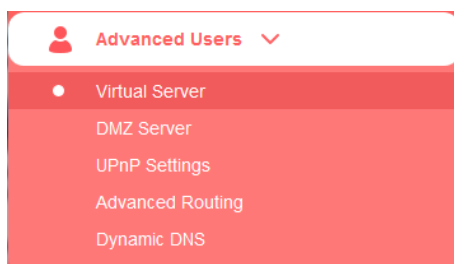 Advanced Users
Virtual Server
DMZ Server
UPnP Settings
Advanced Routing
Dynamic DNS